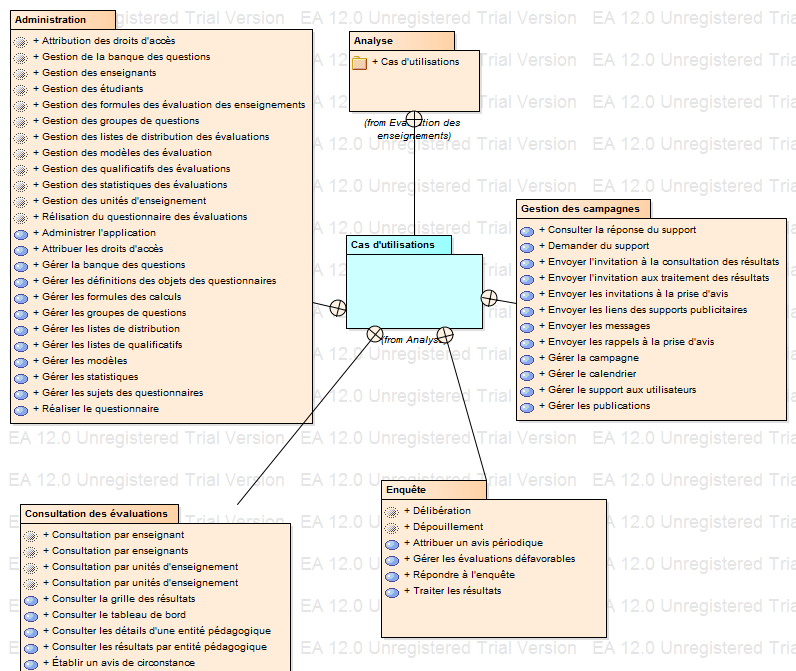 EA 12.0 Unregistered Trial Version
Administration
+ Attribution des droits d'accès
+ Gestion de la banque des questions
+ Gestion des enseignants
+ Gestion des étudiants
+ Gestion des formules des évaluation des enseignements
+ Gestion des groupes de questions
+ Gestion des listes de distribution des évaluations
+ Gestion des modèles des évaluation
+ Gestion des qualificatifs des évaluations
+ Gestion des statistiques des évaluations
+ Gestion des unités d'enseignement
+ Rélisation du questionnaire des évaluations
+ Administrer l'application
+ Attribuer les droits d'accès
+ Gérer la banque des questions
+ Gérer les définitions des objets des questionnaires
+ Gérer les formules des calculs
+ Gérer les groupes de questions
+ Gérer les listes de distribution
+ Gérer les listes de qualificatifs
+ Gérer les modèles
+ Gérer les statistiques
+ Gérer les sujets des questionnaires
+ Réaliser le questionnaire
Analyse
+ Cas d'utilisations
(from Evaluation des
enseignements)
Cas d'utilisations
(from Analyse)
Gestion des campagnes
+ Consulter la réponse du support
+ Demander du support
+ Envoyer l'invitation à la consultation des résultats
+ Envoyer l'invitation aux traitement des résultats
+ Envoyer les invitations à la prise d'avis
+ Envoyer les liens des supports publicitaires
+ Envoyer les messages
+ Envoyer les rappels à la prise d'avis
+ Gérer la campagne
+ Gérer le calendrier
+ Gérer le support aux utilisateurs
+ Gérer les publications
Consultation des évaluations
+ Consultation par enseignant
+ Consultation par enseignants
+ Consultation par unités d'enseignement
+ Consultation par unités d'enseignement
+ Consulter la grille des résultats
+ Consulter le tableau de bord
+ Consulter les détails d'une entité pédagogique
+ Consulter les résultats par entité pédagogique
+ Établir un avis de circonstance
Enquête
+ Délibération
+ Dépouillement
+ Attribuer un avis périodique
+ Gérer les évaluations défavorables
+ Répondre à l'enquête
+ Traiter les résultats